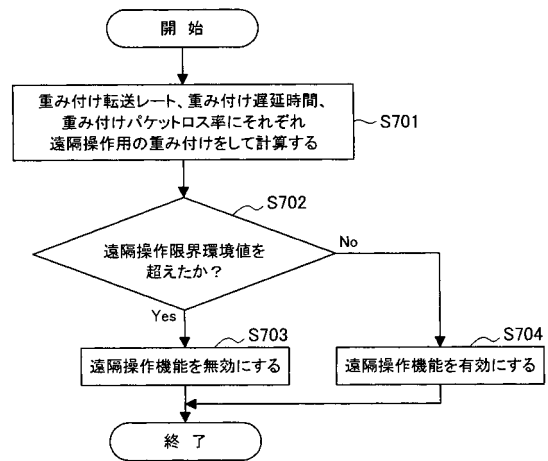 開 始
重み付け転送レート、重み付け遅延時間、
重み付けパケットロス率にそれぞれ
遠隔操作用の重み付けをして計算する
S701
S702
遠隔操作限界環境値を
超えたか？
No
Yes
S703
S704
遠隔操作機能を無効にする
遠隔操作機能を有効にする
終 了